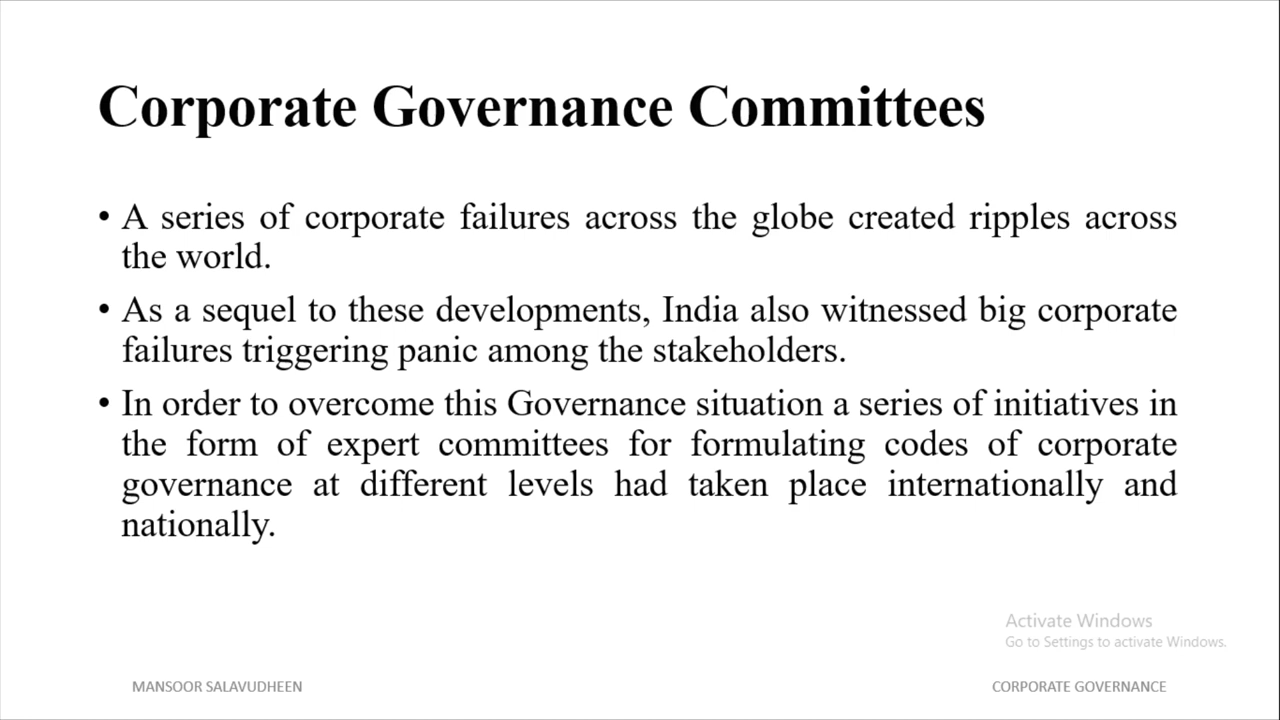 Corporate Governance Committees
• A series of corporate failures across the globe created ripples across
the world.
• As a sequel to these developments, India also witnessed big corporate
failures triggering panic among the stakeholders.
• In order to overcome this Governance situation a series of initiatives in
the form of expert committees for formulating codes of corporate
governance at different levels had taken place internationally and
nationally.
Activate Windows
Go to Settings to activate Windows.
MANSOOR SALAVUDHEEN
CORPORATE GOVERNANCE